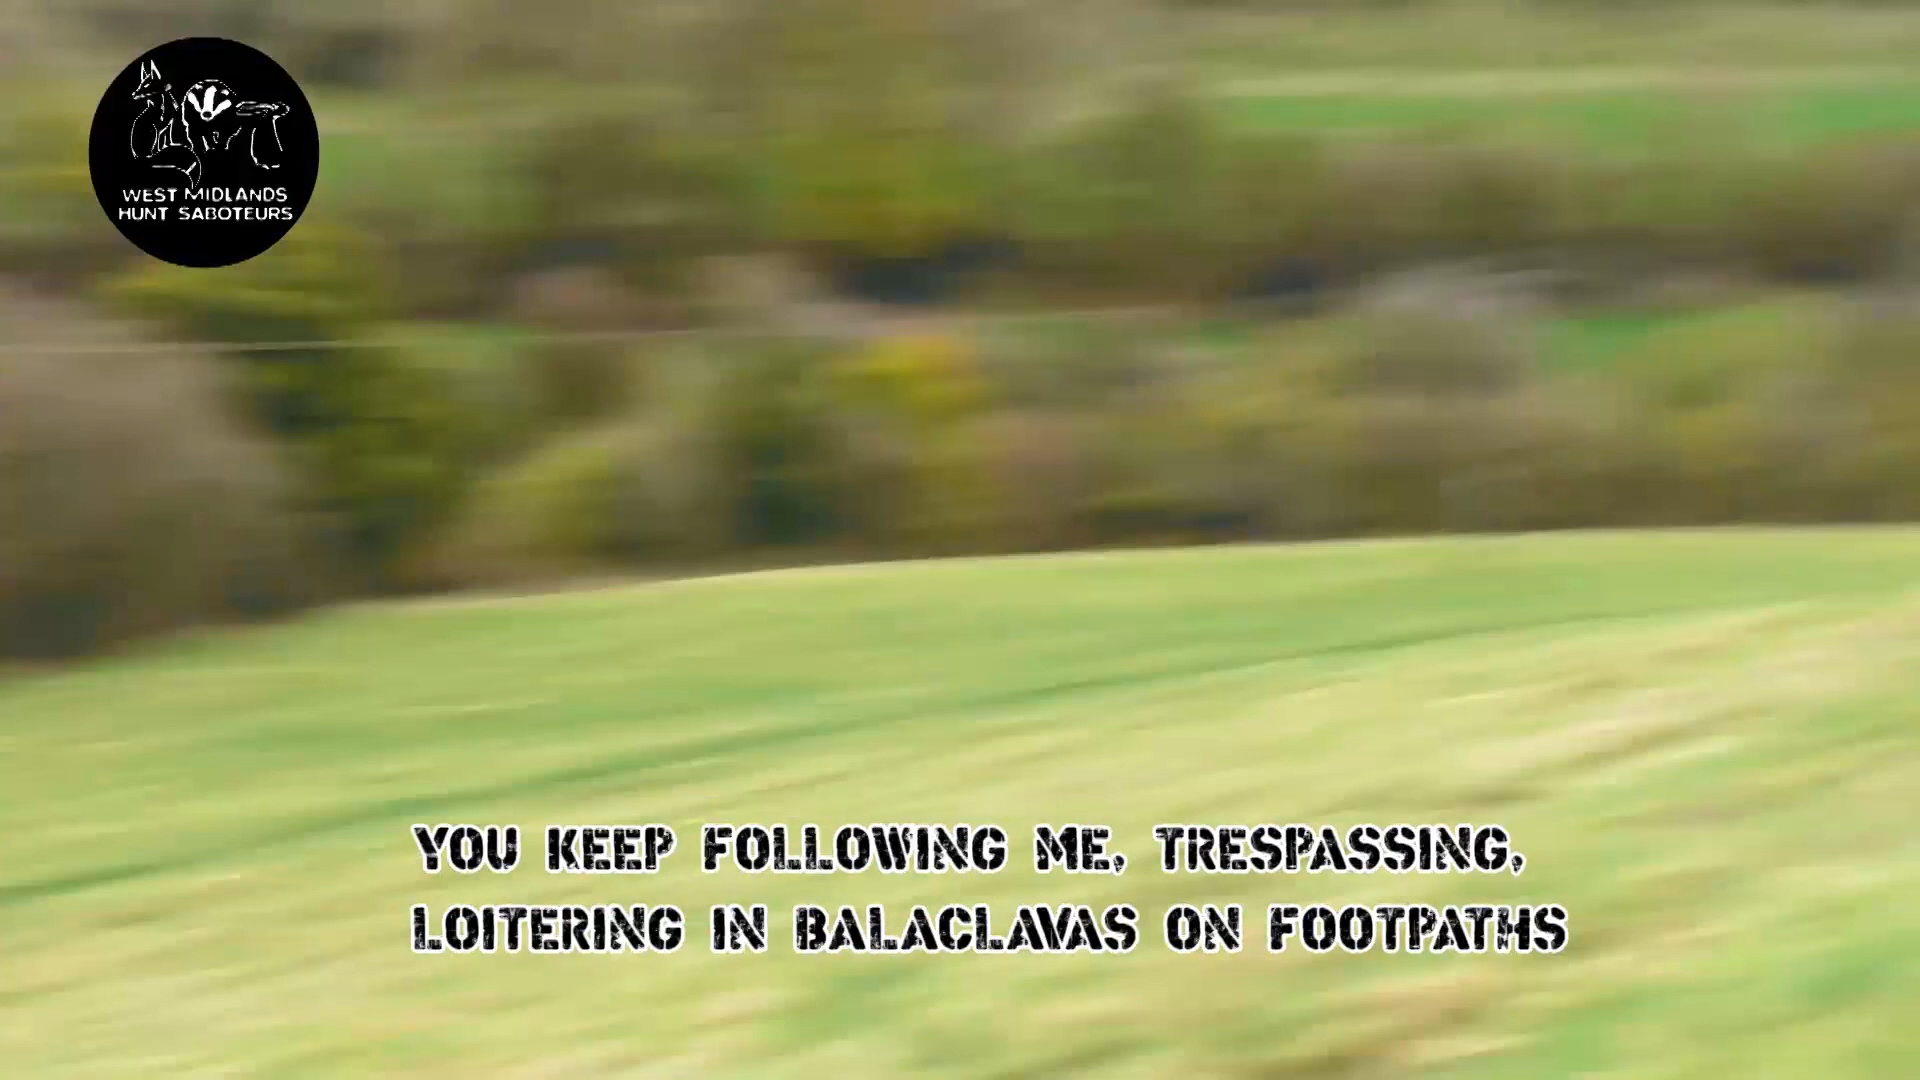 WEST MIDLANDS
HUNT SABOTEURS
YOU KEEP FOLLOWING ME, TRESPASSING,
LOITERING IN BALACLAVAS ON FOOTPATHS